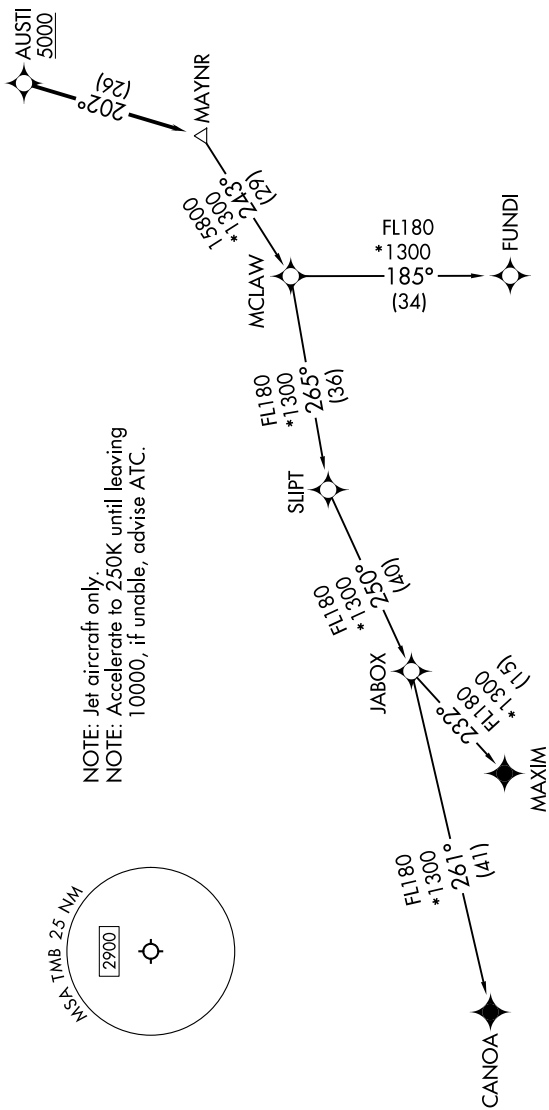 AUSTI
5000
202°
(26)
MAYNR
15800
*1300
243°
(29)
MCLAW
FL180
*1300
185°
(34)
FUNDI
FL180
*1300
265°
(36)
SLIPT
FL180
*1300
250°
(40)
JABOX
232°
FL180
*1300
(15)
MAXIM
FL180
*1300
261°
(41)
CANOA
NOTE: Jet aircraft only.
NOTE: Accelerate to 250K until leaving
10000, if unable, advise ATC.
MSA TMB 25 NM
2900